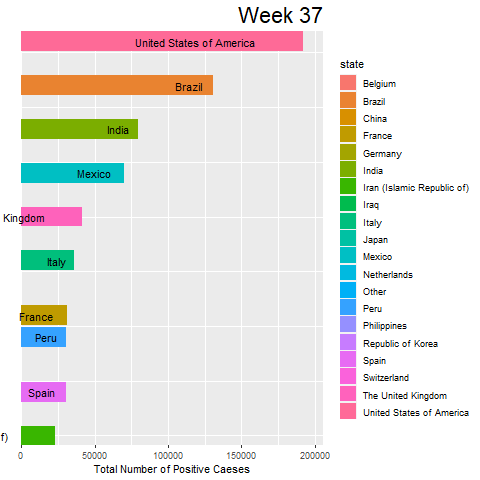 Week 37
United States of America
Brazil
India
Mexico
Kingdom
Italy
France
Peru
Spain
f)
0 50000 100000 150000 200000
Total Number of Positive Caeses
state
Belgium
Brazil
China
France
Germany
India
Iran (Islamic Republic of)
Iraq
Italy
Japan
Mexico
Netherlands
Other
Peru
Philippines
Republic of Korea
Spain
Switzerland
The United Kingdom
United States of America